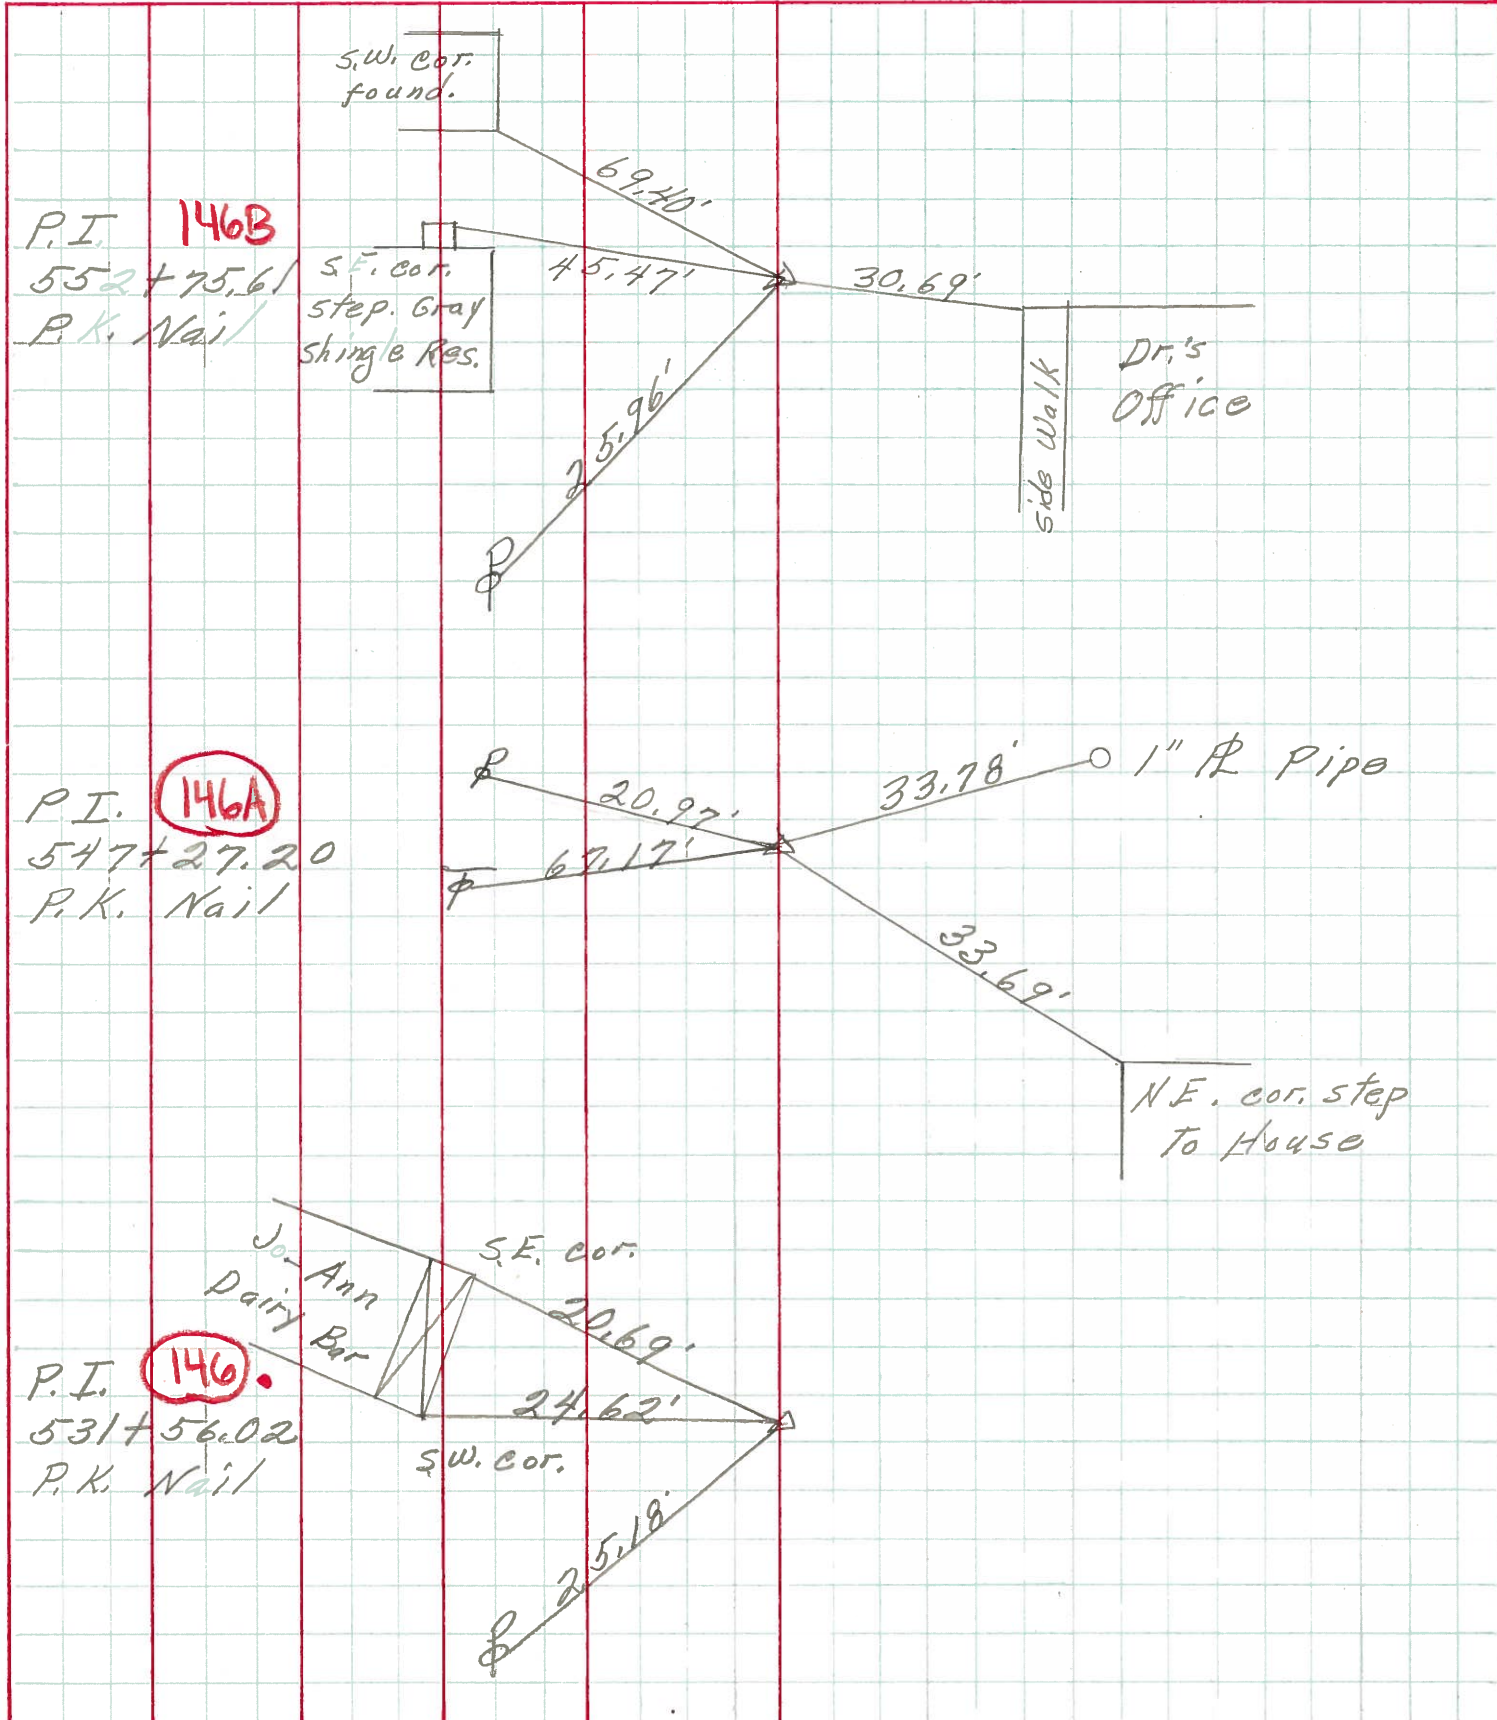 S.W. cor.
found.
69.40'
P.I. 146B
552+75.61
P.K. Nail
S.E. cor.
step. Gray
Shingle Res.
45.47'
30.69'
Dr.'s
Office
Side Walk
25.96'
P.I. 146A
547+27.20
P.K. Nail
20.97'
67.17'
33.78'
1" PL Pipe
33.69'
N.E. cor. step
To House
Jo-Ann
Dairy Bar
S.E. cor.
20.69'
P.I. 146
531+56.02
P.K. Nail
24.62'
S.W. cor.
25.18'